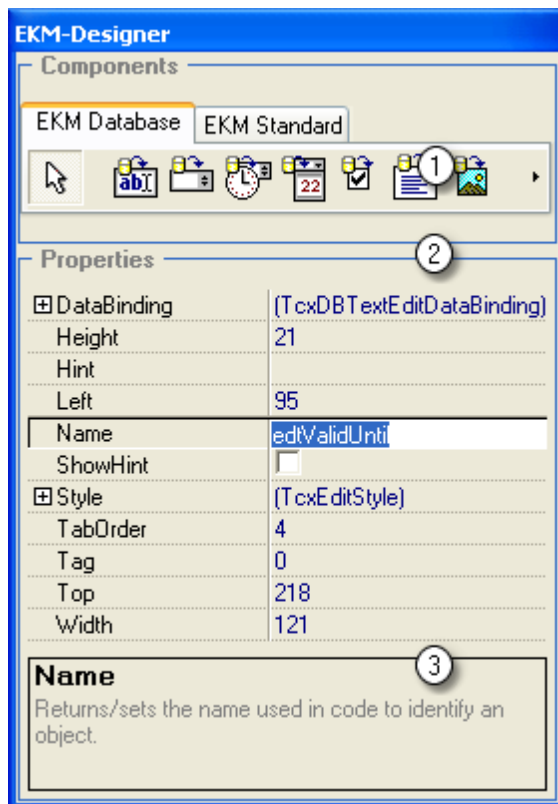 EKM-Designer
Components
EKM Database EKM Standard
abI 22 1
Properties 2
DataBinding (TcxDBTextEditDataBinding)
Height 21
Hint
Left 95
Name edtValidUntil
ShowHint
Style (TcxEditStyle)
TabOrder 4
Tag 0
Top 218
Width 121
3
Name
Returns/sets the name used in code to identify an
object.